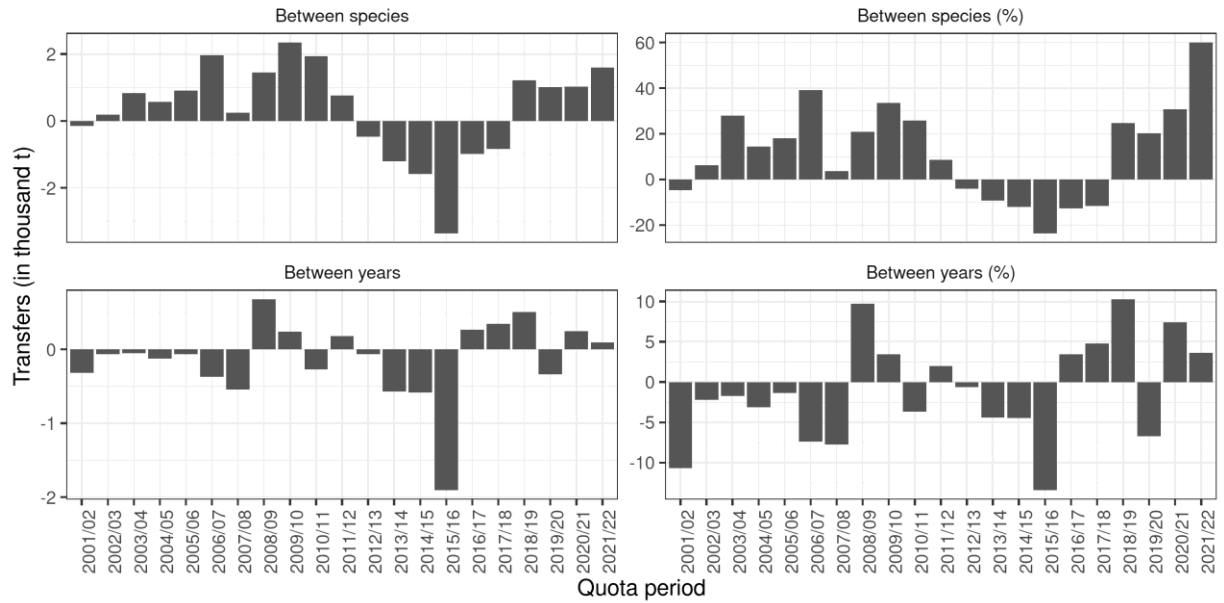 Between species
Between species (%)
2
0
-2
60
40
20
0
-20
Transfers (in thousand t)
Between years
Between years (%)
0
-1
-2
10
5
0
-5
-10
2001/02 2002/03 2003/04 2004/05 2005/06 2006/07 2007/08 2008/09 2009/10 2010/11 2011/12 2012/13 2013/14 2014/15 2015/16 2016/17 2017/18 2018/19 2019/20 2020/21 2021/22
2001/02 2002/03 2003/04 2004/05 2005/06 2006/07 2007/08 2008/09 2009/10 2010/11 2011/12 2012/13 2013/14 2014/15 2015/16 2016/17 2017/18 2018/19 2019/20 2020/21 2021/22
Quota period